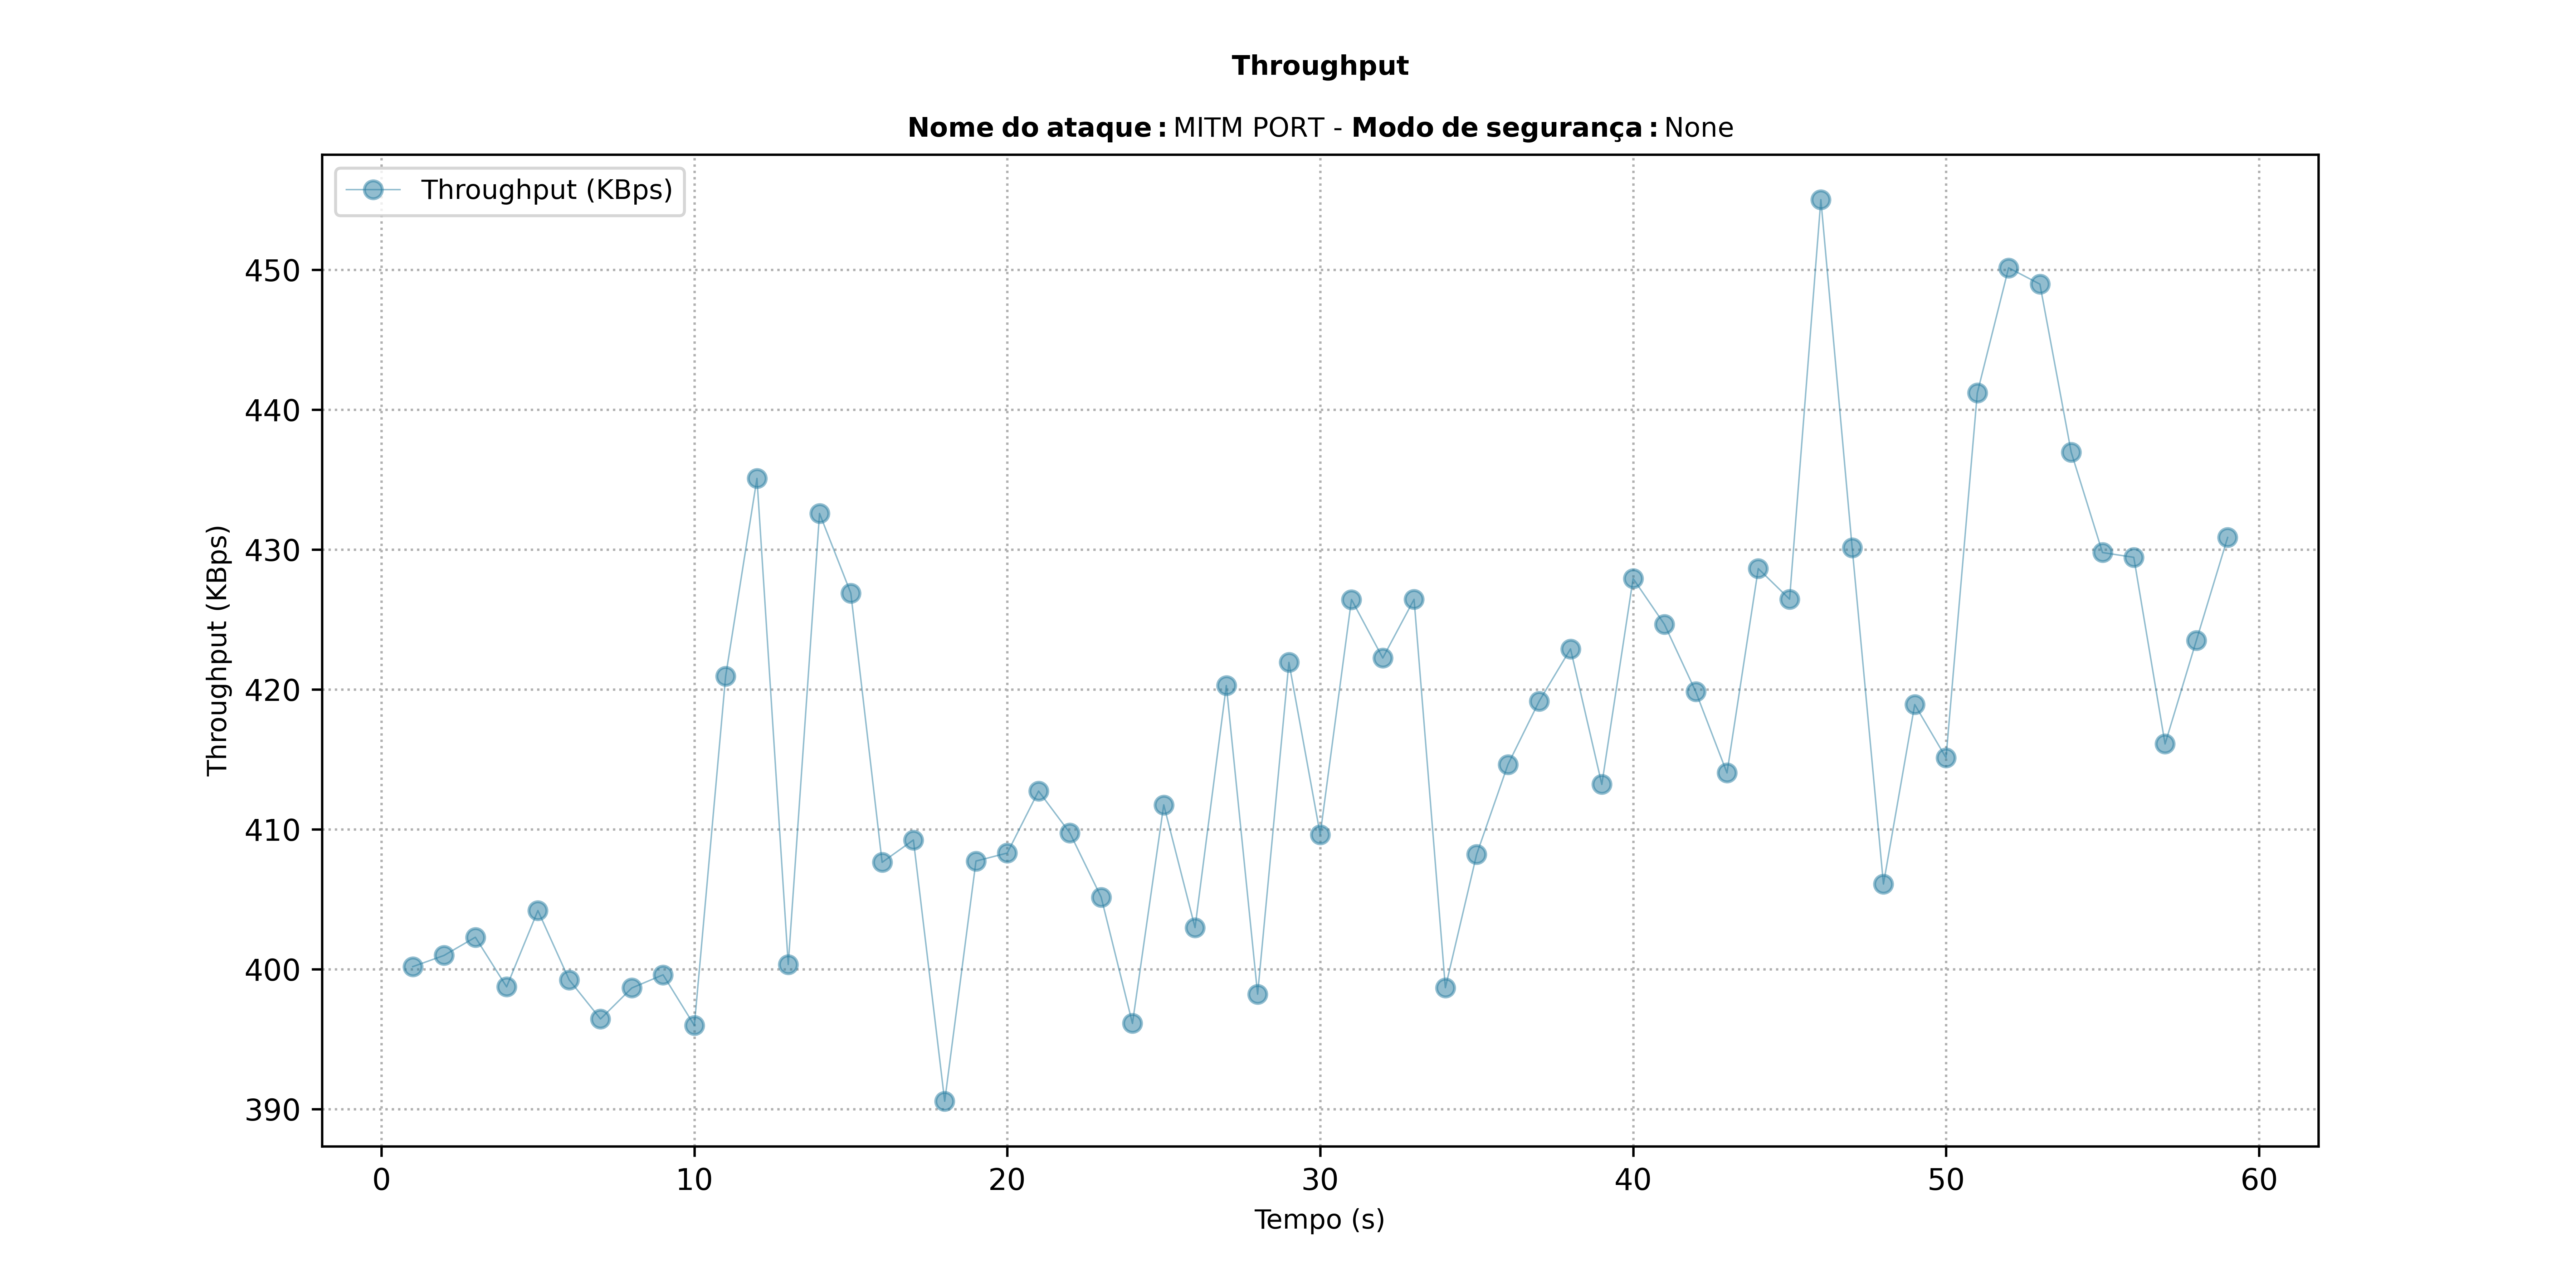 Throughput
Nome do ataque : MITM PORT - Modo de segurança : None
Throughput (KBps)
Throughput (KBps)
450
440
430
420
410
400
390
0 10 20 30 40 50 60
Tempo (s)